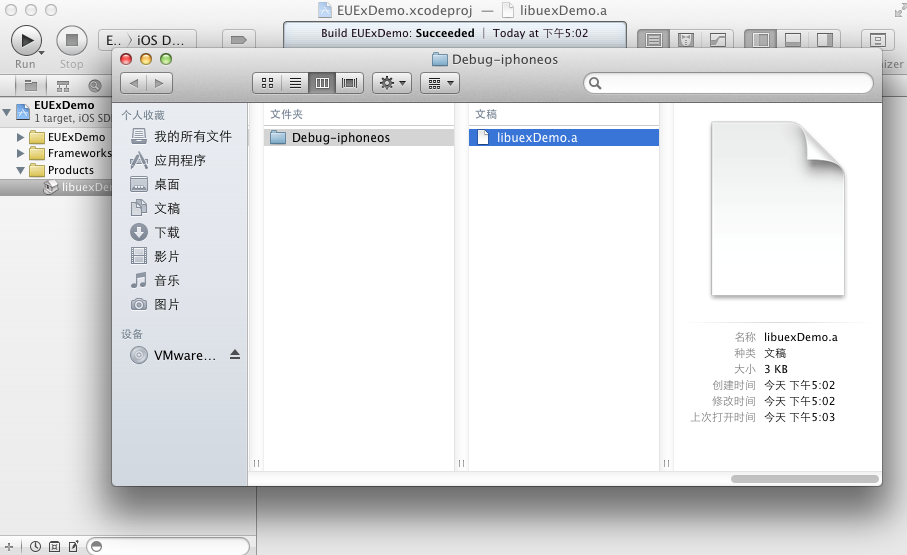 EUExDemo.xcodeproj — libuexDemo.a
Build EUExDemo: Succeeded | Today at 下午5:02
E.. › iOS D...
Run
Stop
Debug-iphoneos
EUExDemo
1 target, iOS SD
EUExDemo
Frameworks
Products
libuexDe
个人收藏
我的所有文件
应用程序
桌面
文稿
下载
影片
音乐
图片
设备
VMware...
文件夹
Debug-iphoneos
文稿
libuexDemo.a
名称 libuexDemo.a
种类 文稿
大小 3 KB
创建时间 今天 下午5:02
修改时间 今天 下午5:02
上次打开时间 今天 下午5:03